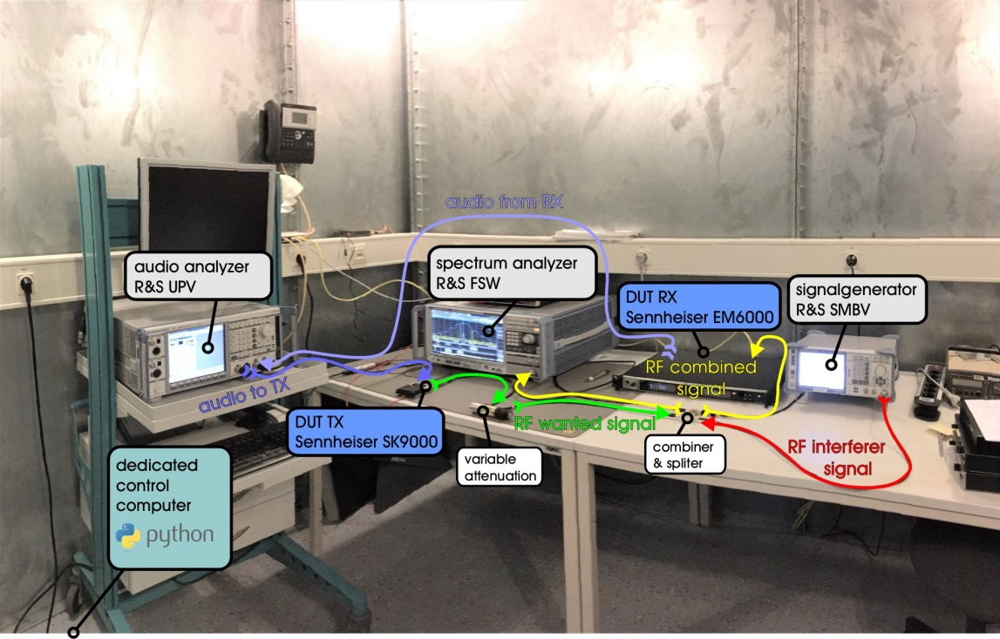 audio from RX
audio analyzer
R&S UPV
spectrum analyzer
R&S FSW
DUT RX
Sennheiser EM6000
signalgenerator
R&S SMBV
RF combined
signal
audio to TX
DUT TX
Sennheiser SK9000
RF wanted signal
variable
attenuation
combiner
& spliter
RF interferer
signal
dedicated
control
computer
python